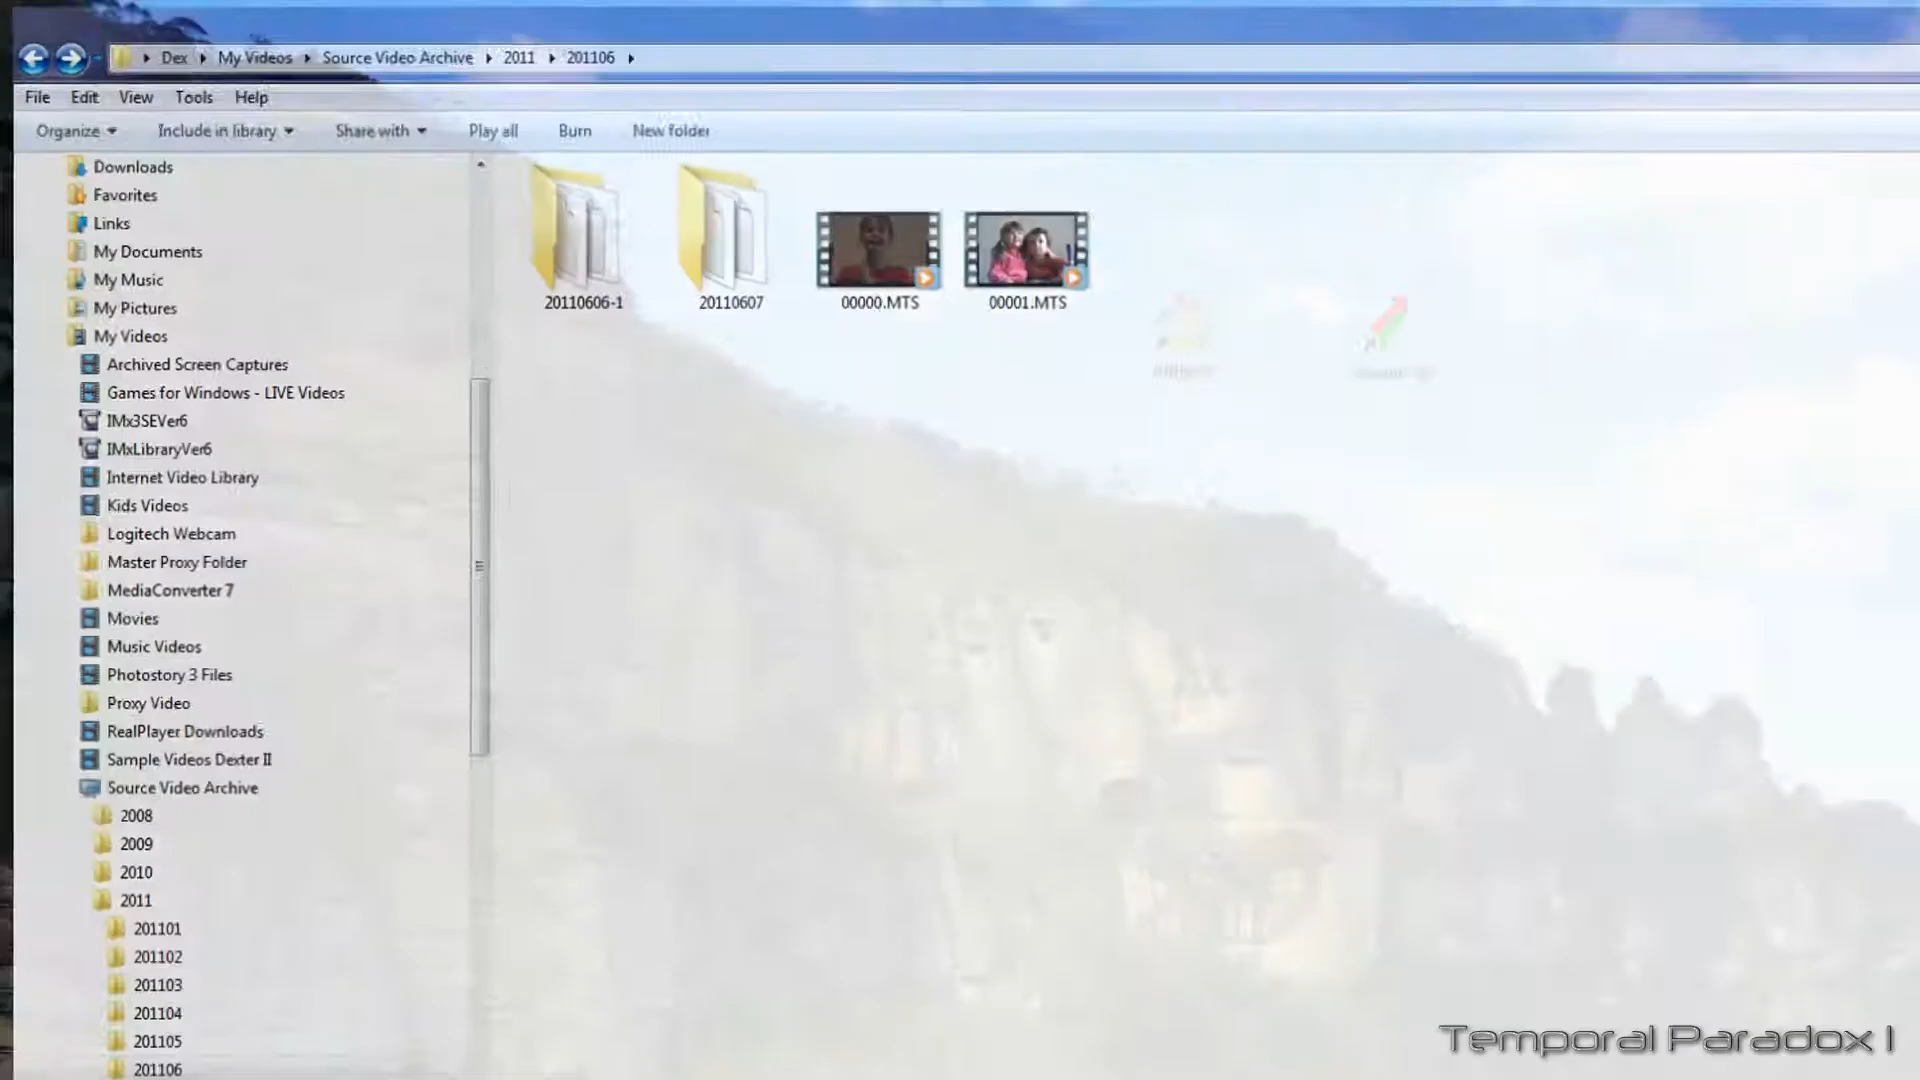 Dex My Videos Source Video Archive 2011 201106
File Edit View Tools Help
Organize Include in library Share with Play all Burn New folder
Downloads
Favorites
Links
My Documents
My Music
My Pictures
My Videos
Archived Screen Captures
Games for Windows - LIVE Videos
IMx3SEVer6
IMxLibraryVer6
Internet Video Library
Kids Videos
Logitech Webcam
Master Proxy Folder
MediaConverter 7
Movies
Music Videos
Photostory 3 Files
Proxy Video
RealPlayer Downloads
Sample Videos Dexter II
Source Video Archive
2008
2009
2010
2011
201101
201102
201103
201104
201105
201106
20110606-1 20110607 00000.MTS 00001.MTS
Temporal Paradox I